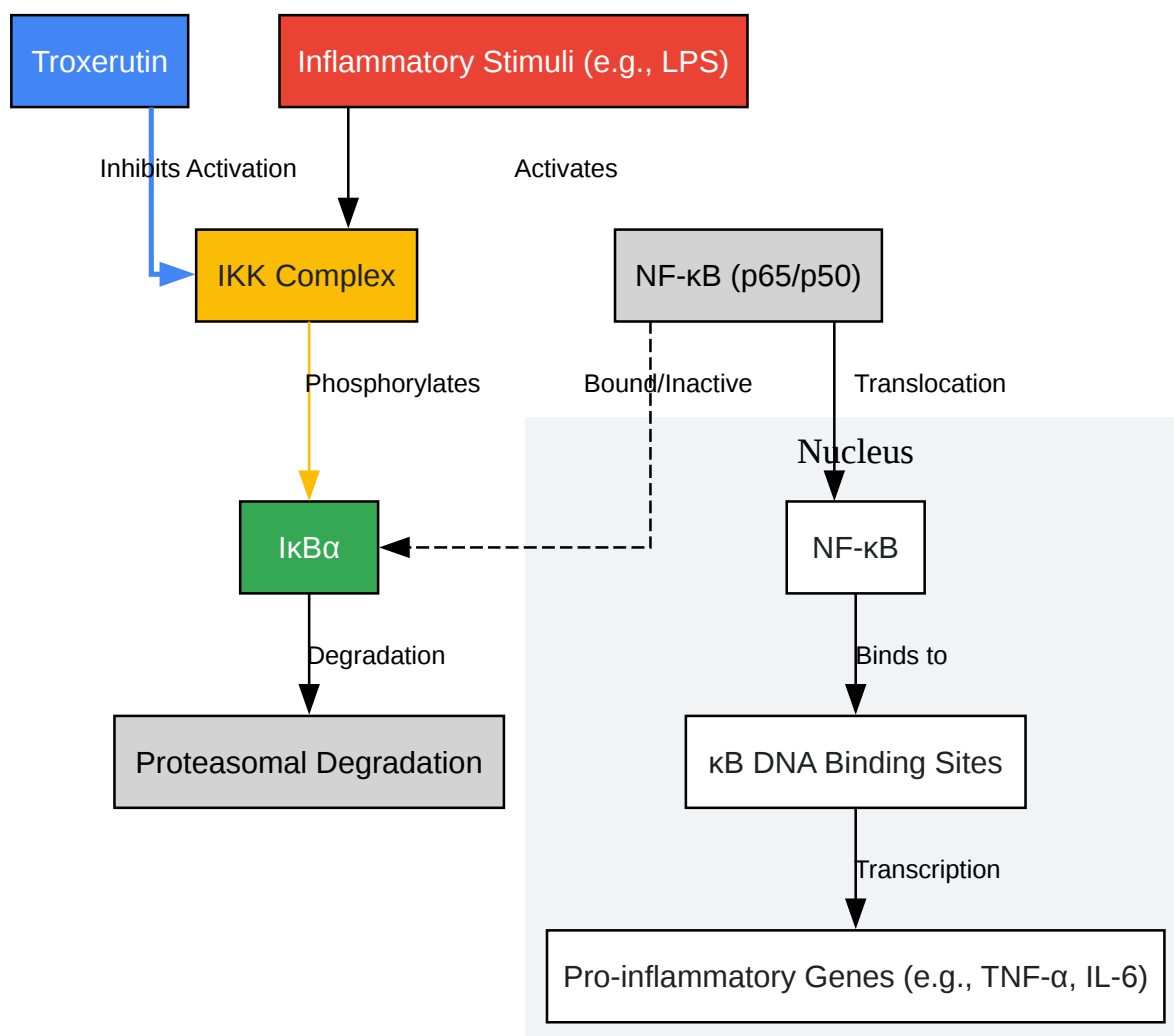 Troxerutin
Inflammatory Stimuli (e.g., LPS)
Inhibits Activation
Activates
IKK Complex
NF-κB (p65/p50)
Phosphorylates
Bound/Inactive
Translocation
Nucleus
IκBα
NF-κB
Degradation
Binds to
Proteasomal Degradation
κB DNA Binding Sites
Transcription
Pro-inflammatory Genes (e.g., TNF-α, IL-6)